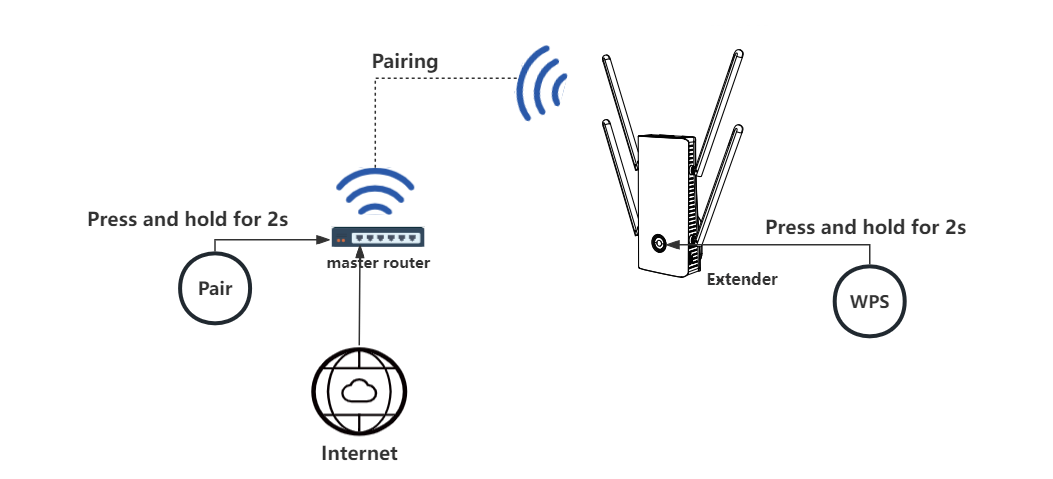 Pairing
Press and hold for 2s
Pair
master router
Internet
Press and hold for 2s
Extender
WPS